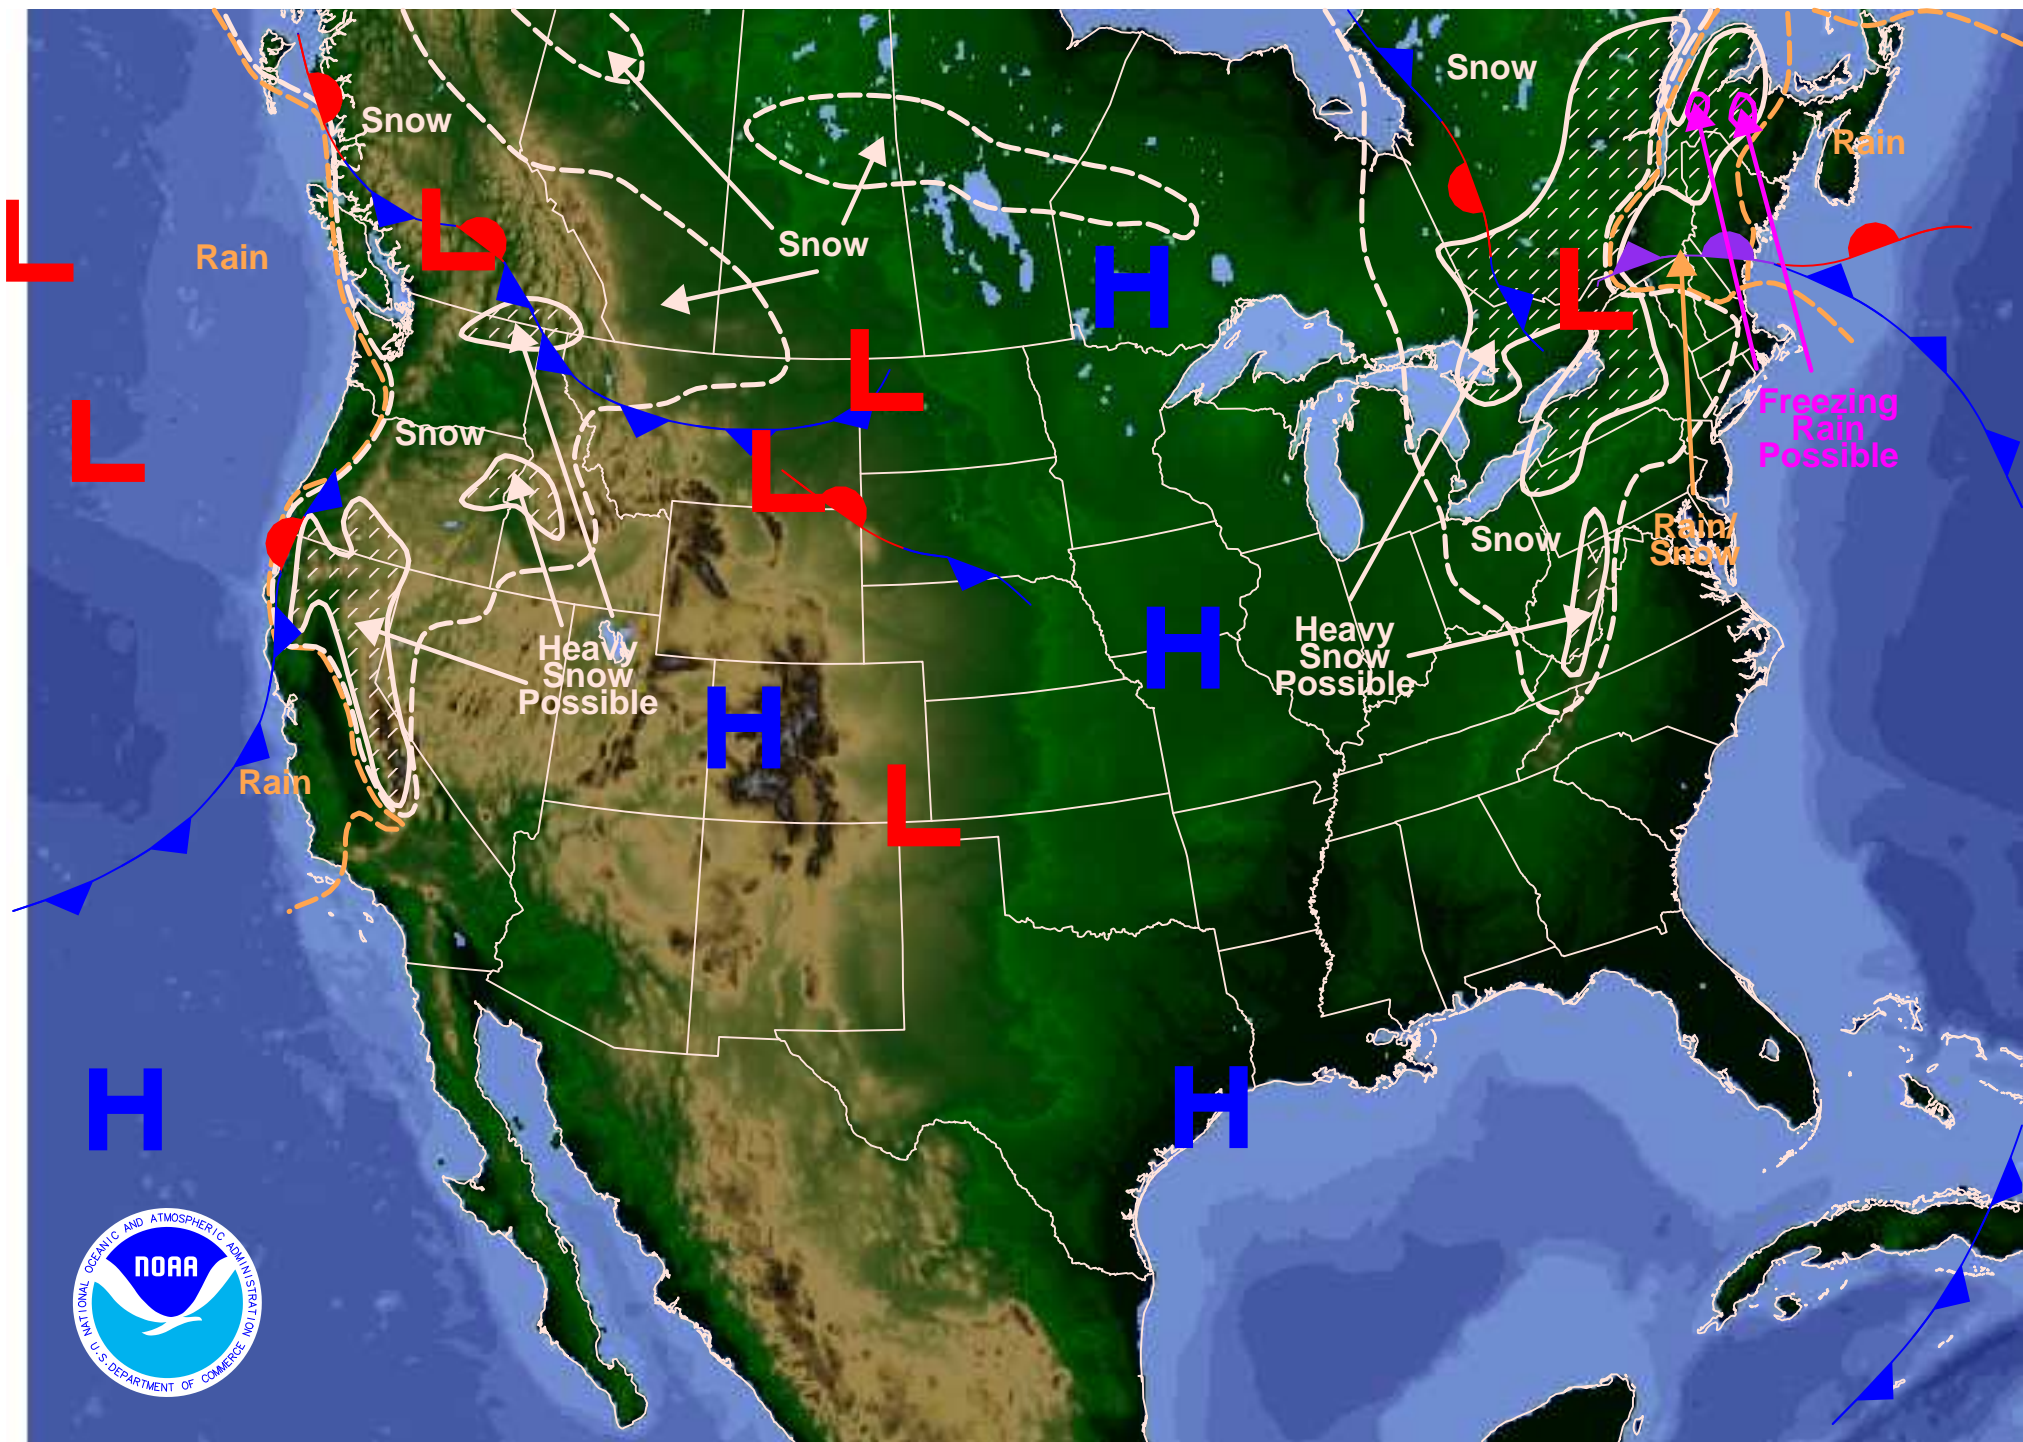 Snow
Snow
Rain
L
Rain
L
Snow
H
L
L
L
Freezing
Rain
Possible
L
Snow
L
Rain/
Snow
Snow
Heavy
Snow
Possible
H
Heavy
Snow
Possible
H
Rain
L
H
H
NATIONAL OCEANIC AND ATMOSPHERIC ADMINISTRATION
NOAA
U.S. DEPARTMENT OF COMMERCE